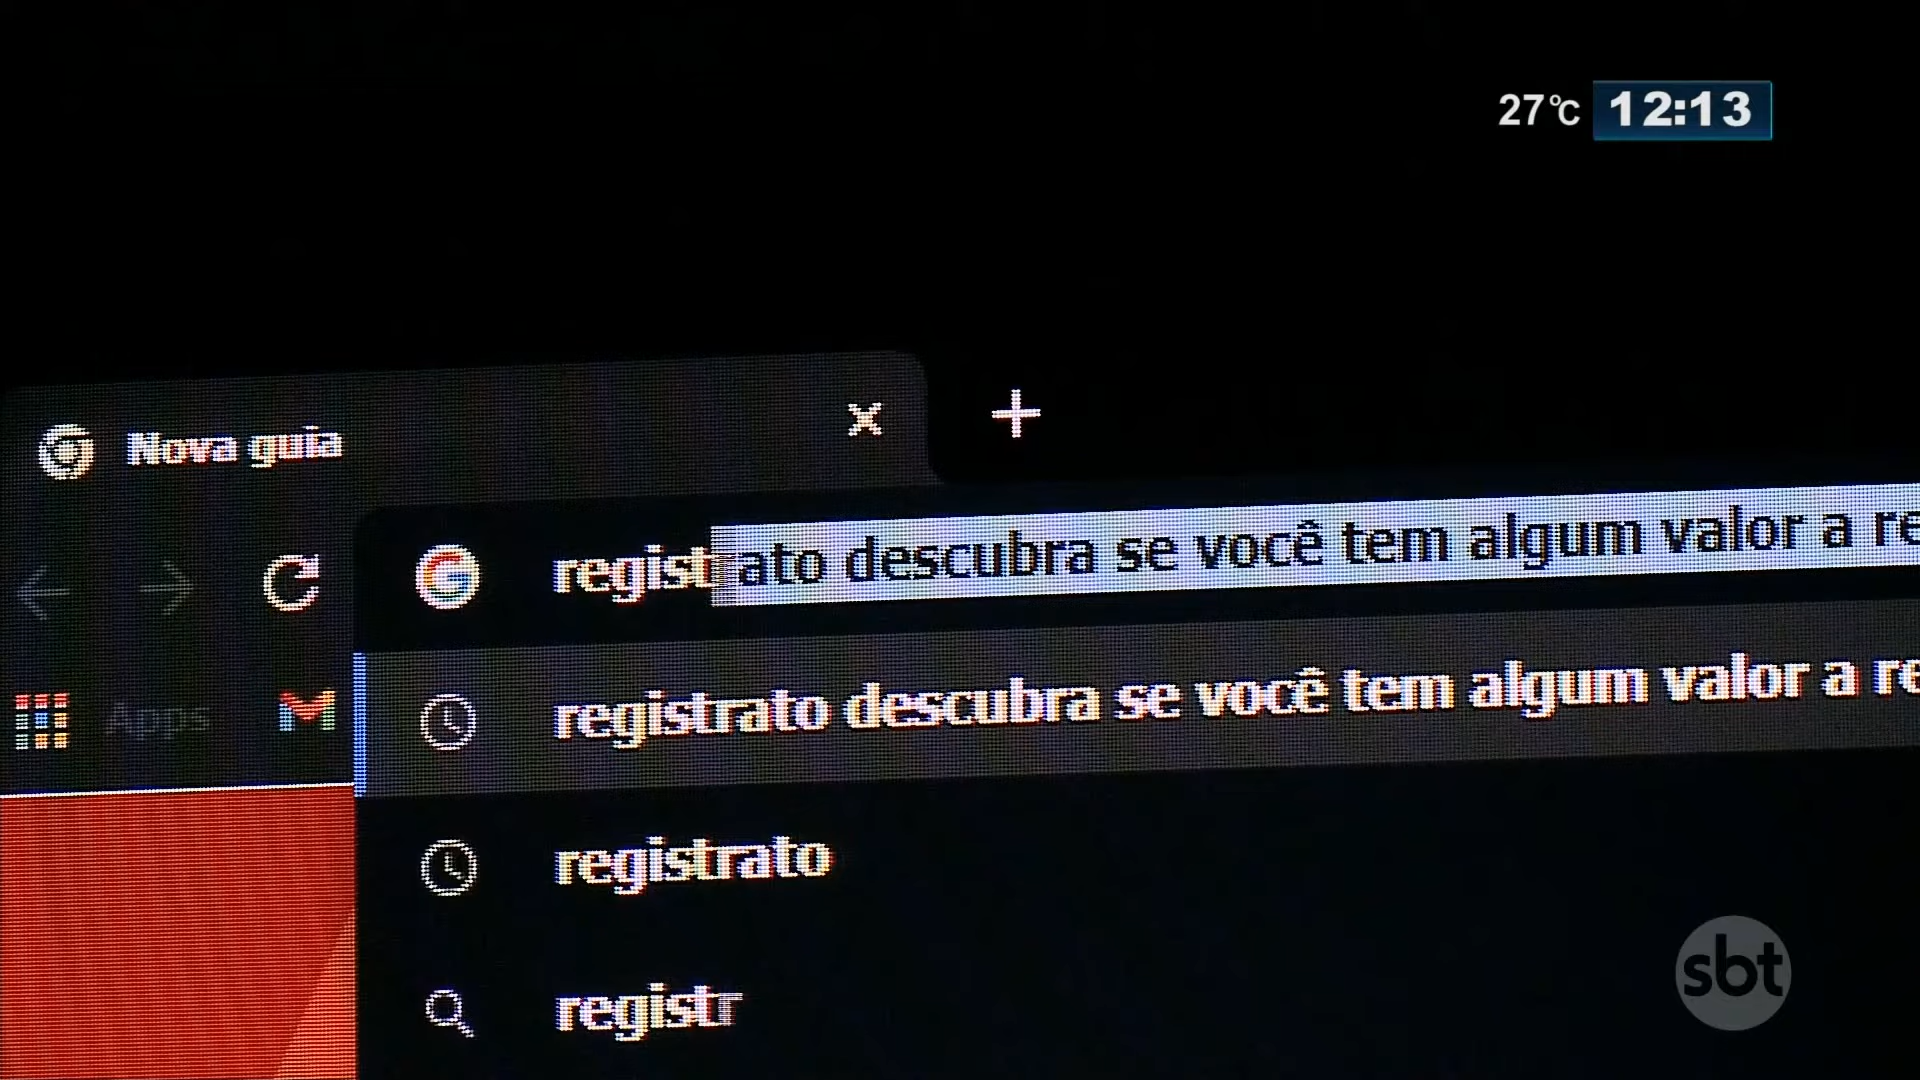 27°C 12:13
Nova guia
registrato descubra se você tem algum valor a re
Apps
registrato descubra se você tem algum valor a re
registrato
registr
sbt